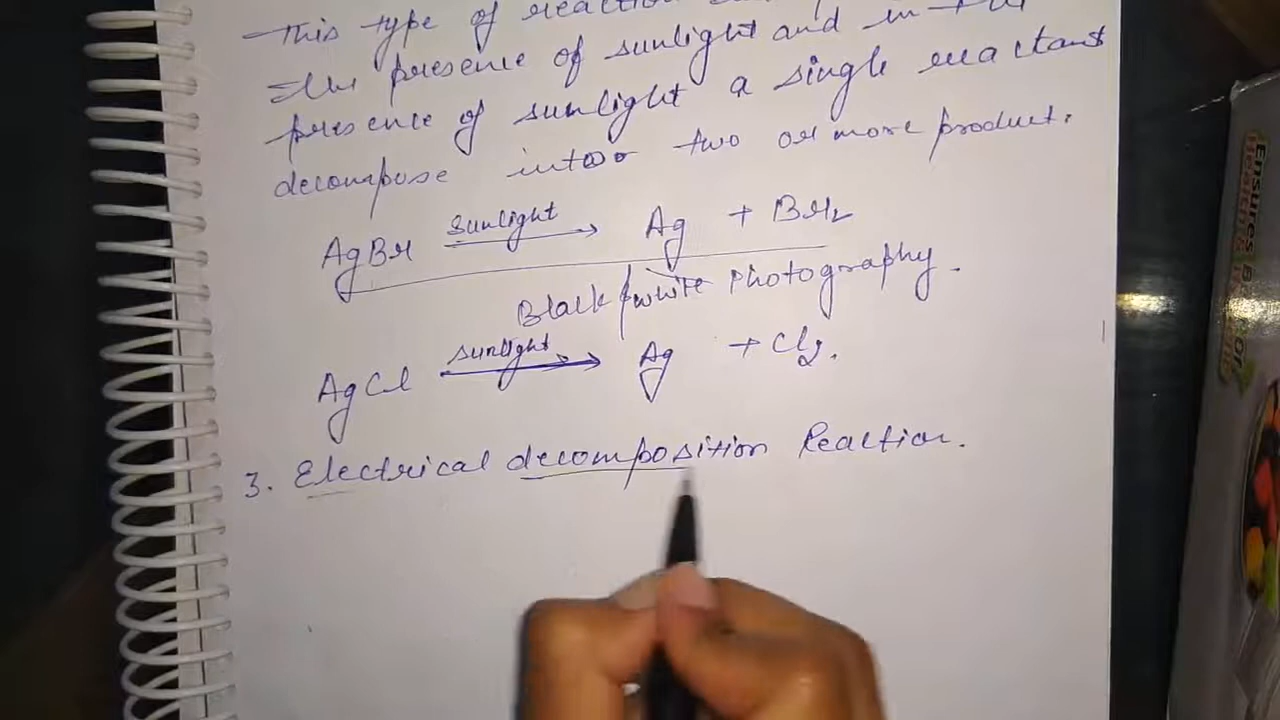 This type of reaction
The presence of sunlight and in the
presence of sunlight a single reactant
decompose into two or more product.
AgBr sunlight → Ag + Br2
Black & white Photography.
AgCl sunlight → Ag + Cl2.
3. Electrical decomposition Reaction.
Ensures